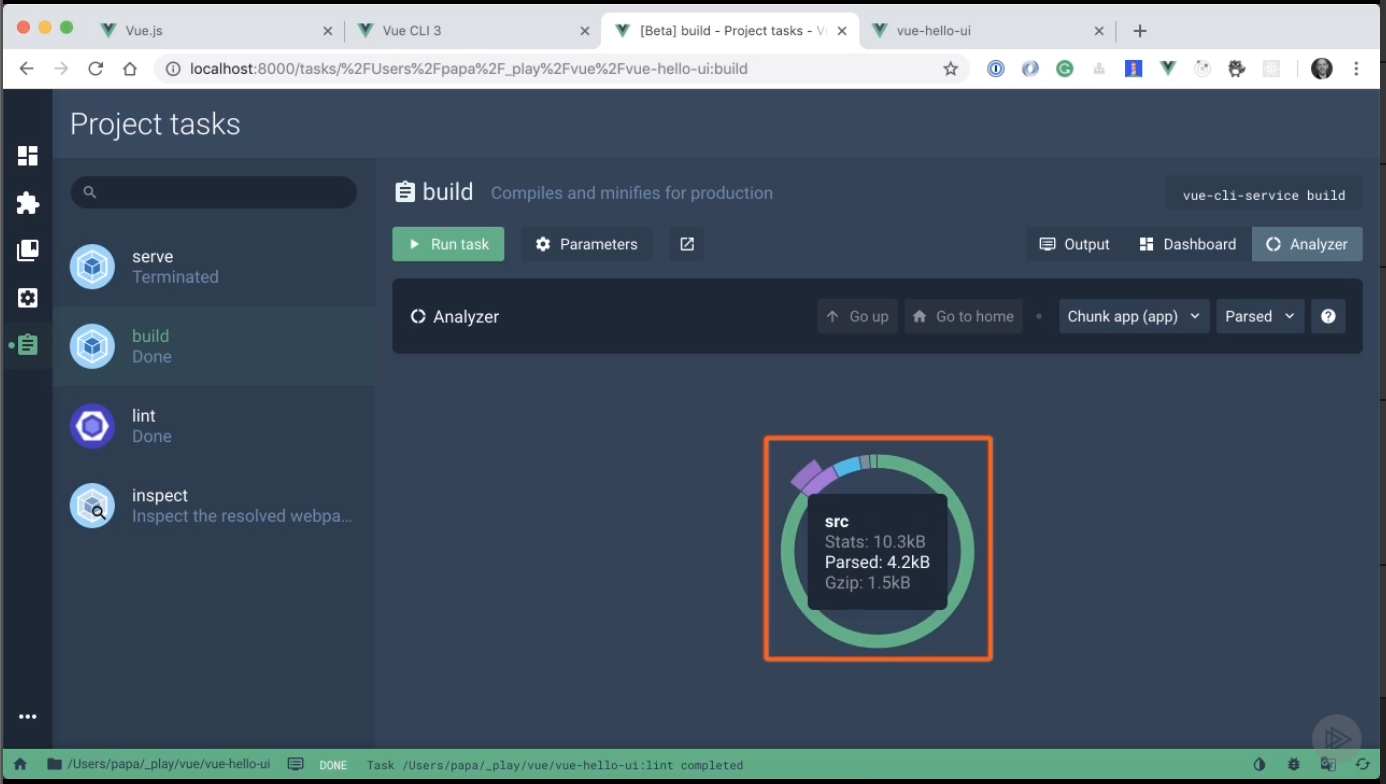 Vue.js
Vue CLI 3
[Beta] build - Project tasks - V
vue-hello-ui
localhost:8000/tasks/%2FUsers%2Fpapa%2F_play%2Fvue%2Fvue-hello-ui:build
Project tasks
build Compiles and minifies for production
vue-cli-service build
Run task
Parameters
Output
Dashboard
Analyzer
serve
Terminated
build
Done
lint
Done
inspect
Inspect the resolved webpa...
Analyzer
Go up
Go to home
Chunk app (app)
Parsed
?
src
Stats: 10.3kB
Parsed: 4.2kB
Gzip: 1.5kB
/Users/papa/_play/vue/vue-hello-ui
DONE
Task /Users/papa/_play/vue/vue-hello-ui:lint completed